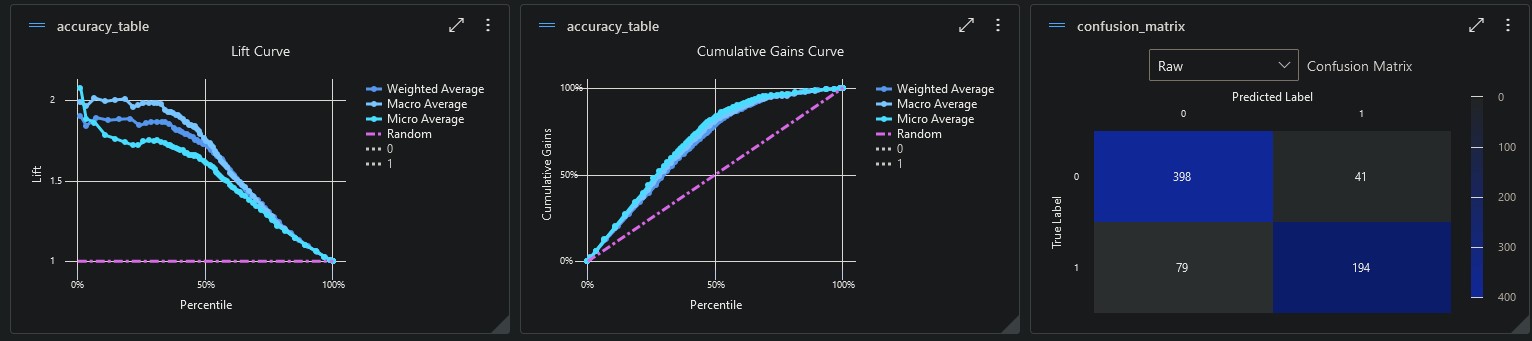 accuracy_table
Lift Curve
2
1.5
1
Lift
0%
50%
100%
Percentile
Weighted Average
Macro Average
Micro Average
Random
0
1
accuracy_table
Cumulative Gains Curve
100%
50%
0%
Cumulative Gains
0%
50%
100%
Percentile
Weighted Average
Macro Average
Micro Average
Random
0
1
confusion_matrix
Raw
Confusion Matrix
Predicted Label
0
1
True Label
0
398
41
1
79
194
0
100
200
300
400